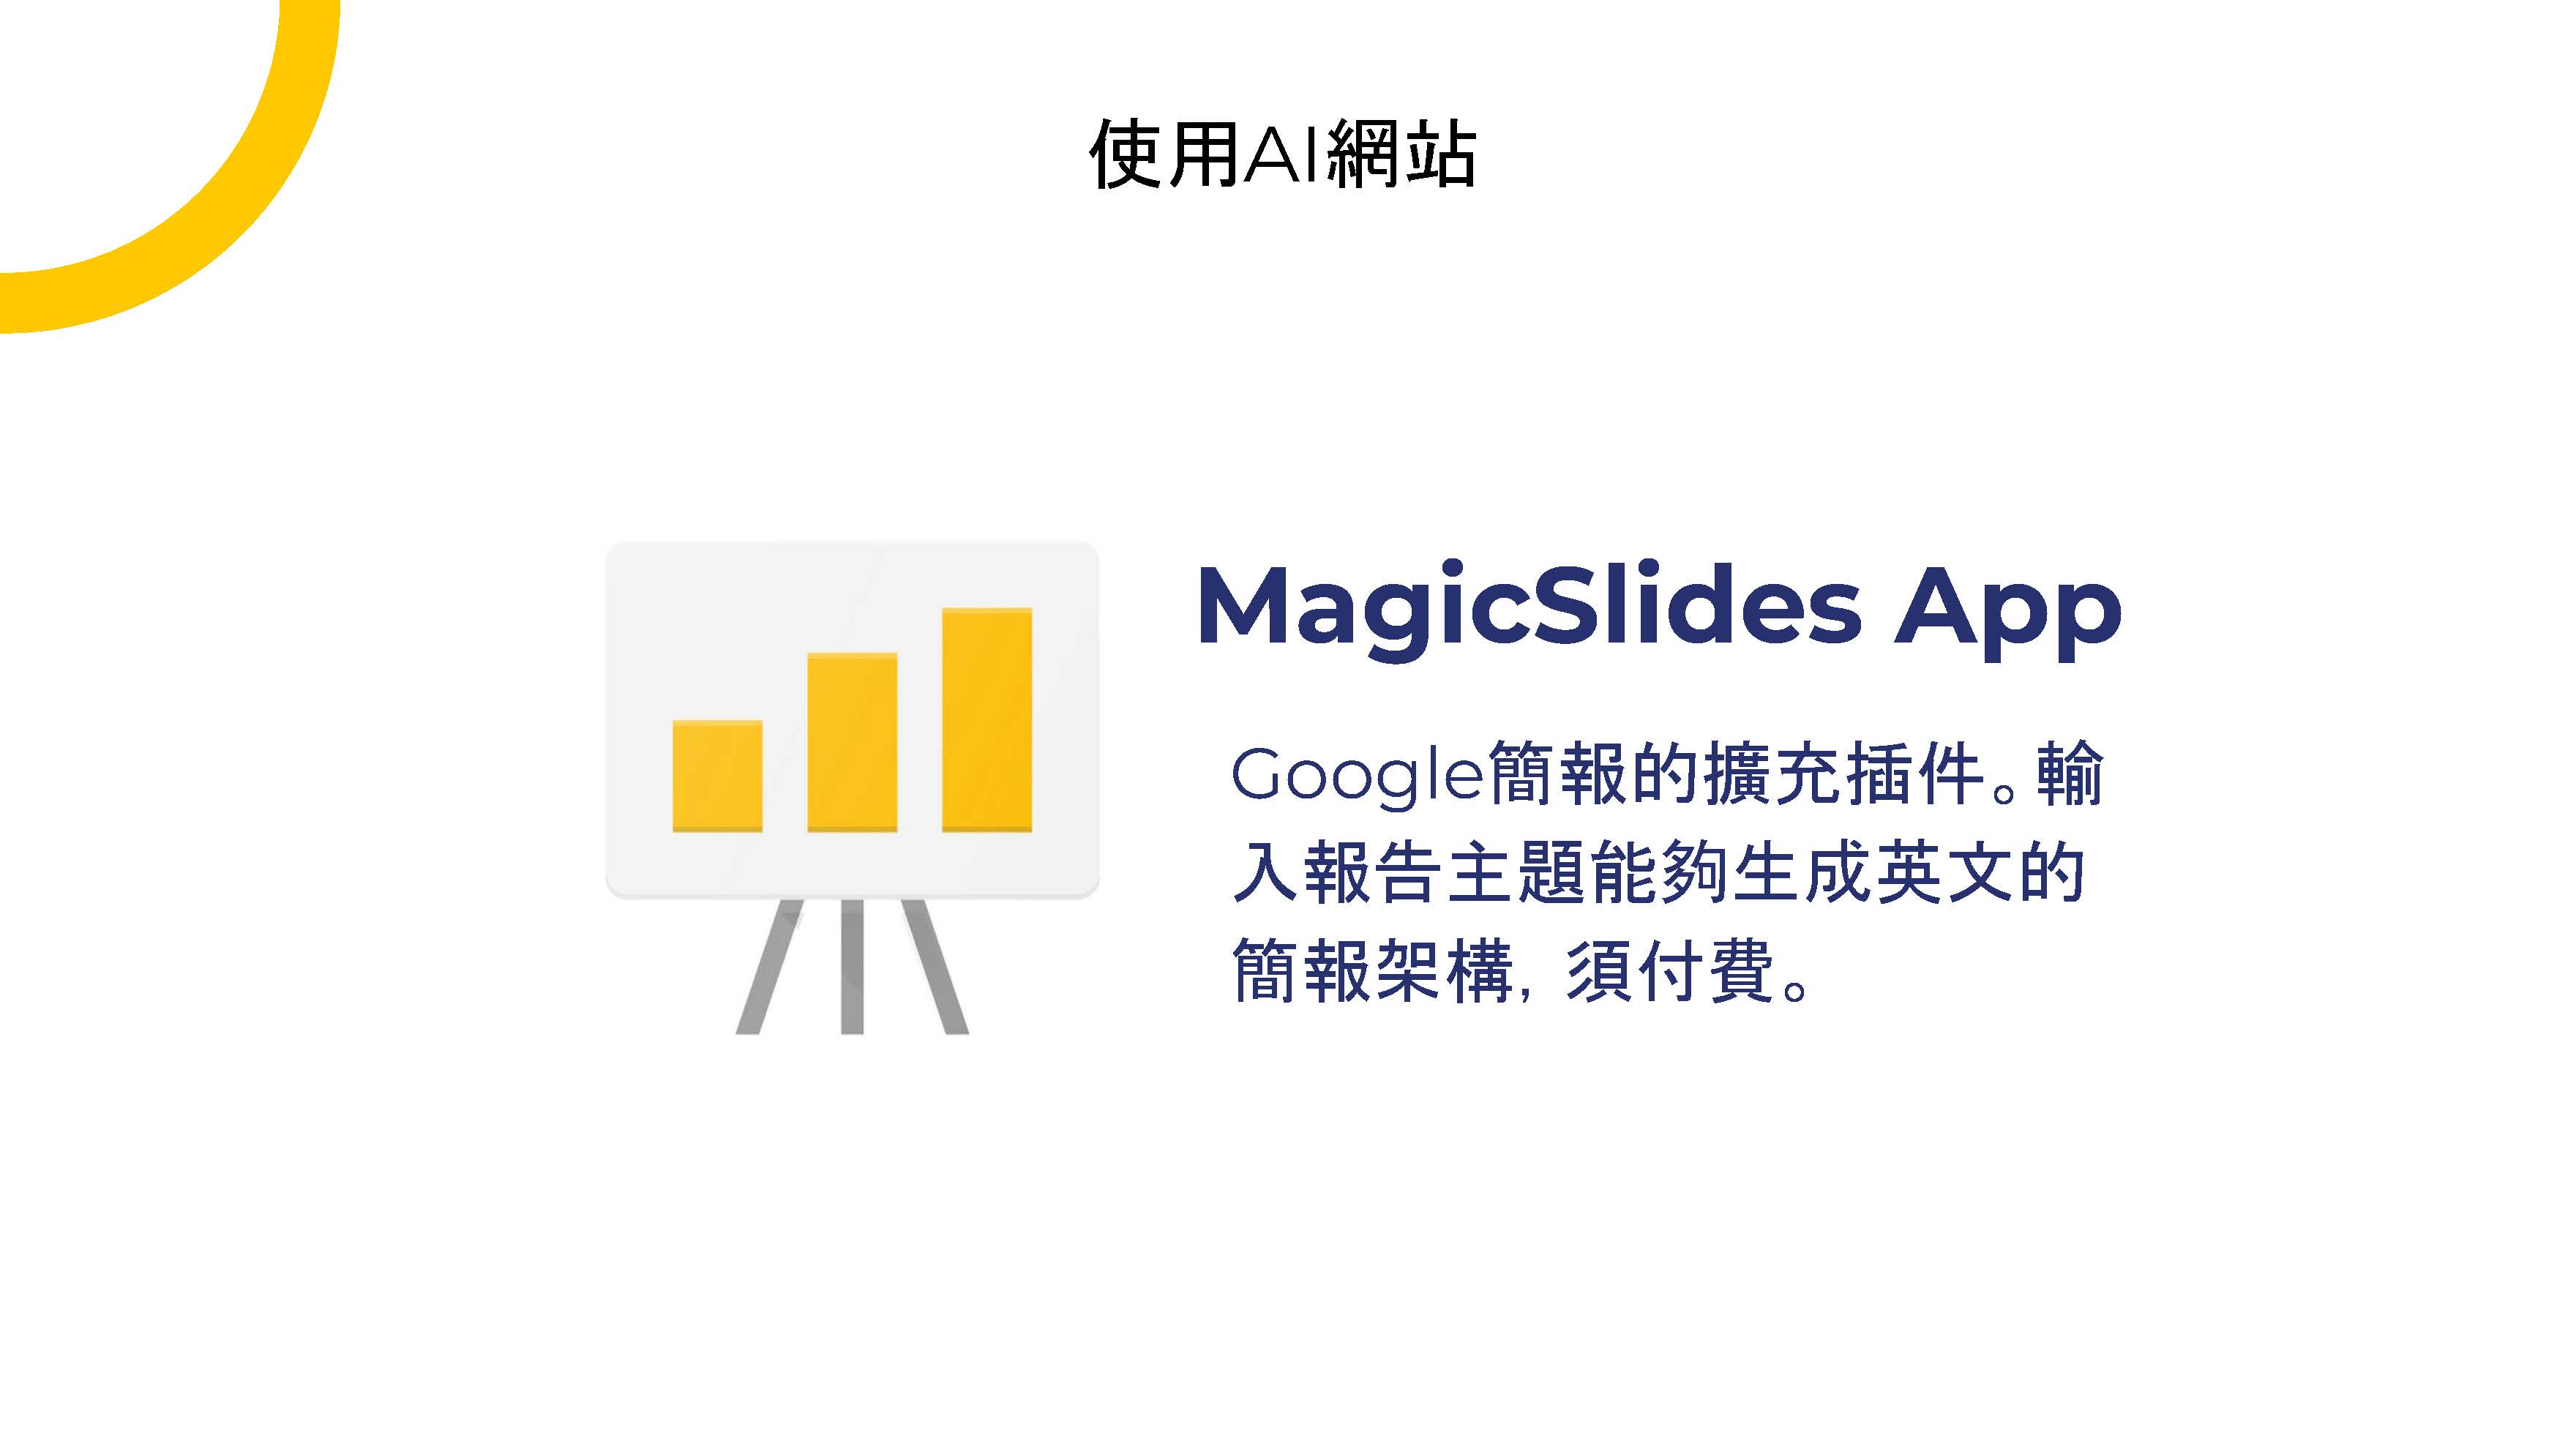 使用AI網站
MagicSlides App
Google簡報的擴充插件。輸
入報告主題能夠生成英文的
簡報架構，須付費。